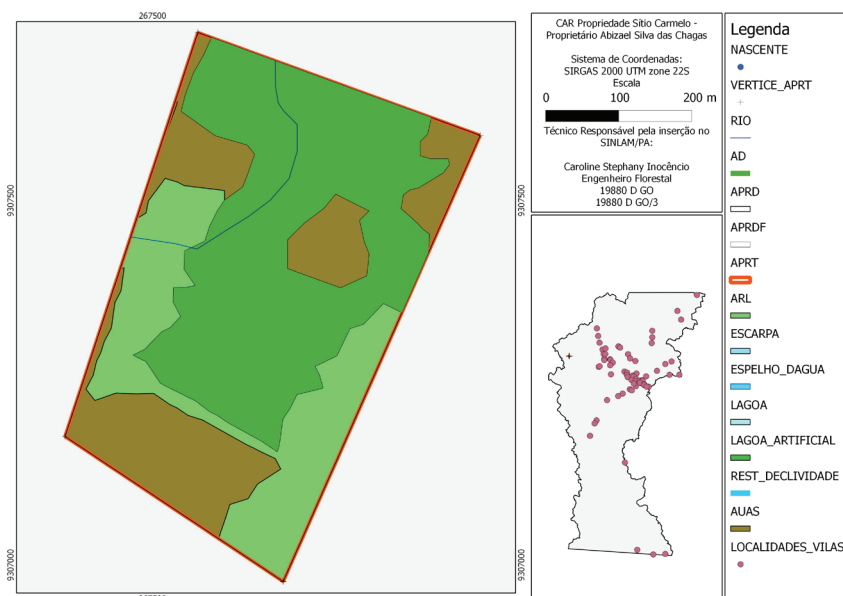 267500
9307500
9307500
9307000
9307000
CAR Propriedade Sítio Carmelo -
Proprietário Abizael Silva das Chagas
Sistema de Coordenadas:
SIRGAS 2000 UTM zone 22S
Escala
0 100 200 m
Técnico Responsável pela inserção no
SINLAM/PA:
Caroline Stephany Inocêncio
Engenheiro Florestal
19880 D GO
19880 D GO/3
Legenda
NASCENTE
VERTICE_APRT
RIO
AD
APRD
APRDF
APRT
ARL
ESCARPA
ESPELHO_DAGUA
LAGOA
LAGOA_ARTIFICIAL
REST_DECLIVIDADE
AUAS
LOCALIDADES_VILAS